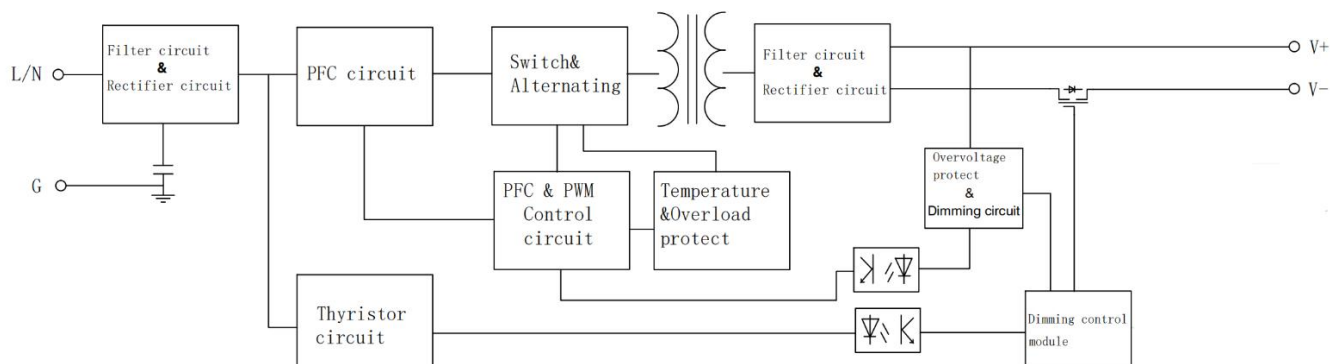 L/N
Filter circuit
&
Rectifier circuit
G
PFC circuit
Switch&
Alternating
Filter circuit
&
Rectifier circuit
V+
V-
PFC & PWM
Control
circuit
Temperature
&Overload
protect
Overvoltage
protect
&
Dimming circuit
Thyristor
circuit
Dimming control
module